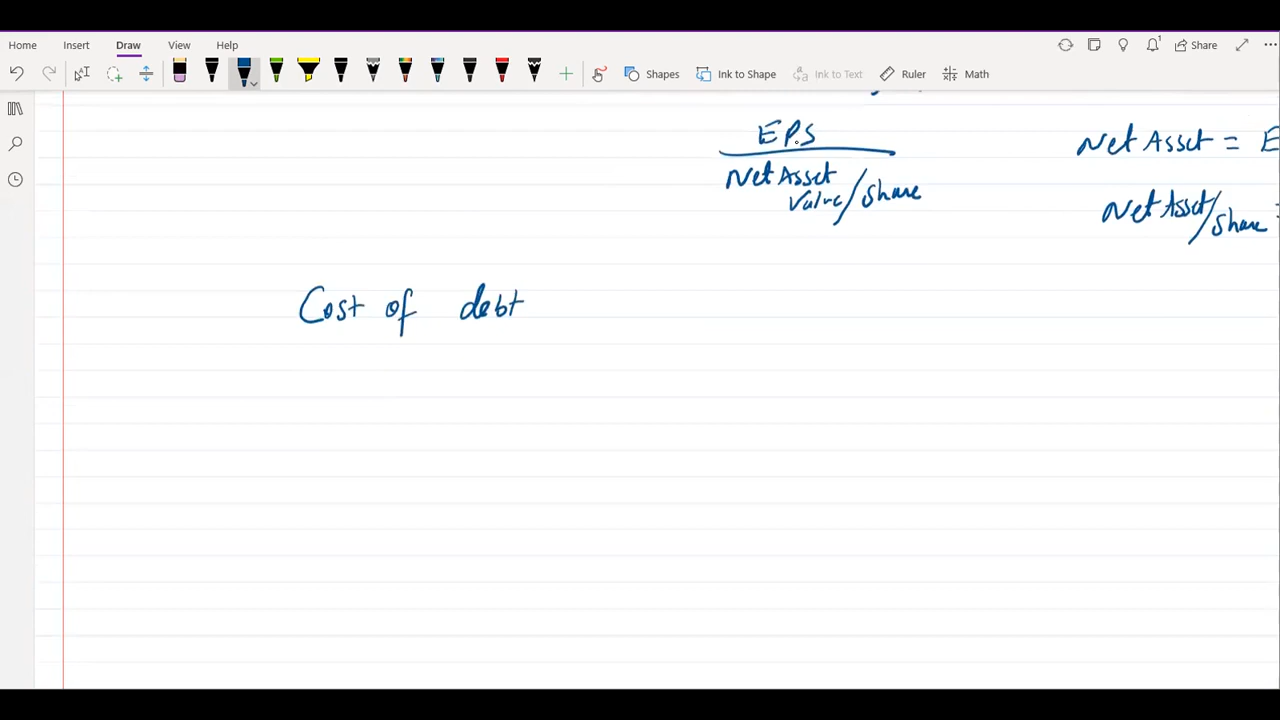 Home Insert Draw View Help Share
Shapes Ink to Shape Ink to Text Ruler Math
EPS
Net Asset
Value/Share
Net Asset = E
Net Asset/
Share
Cost of debt